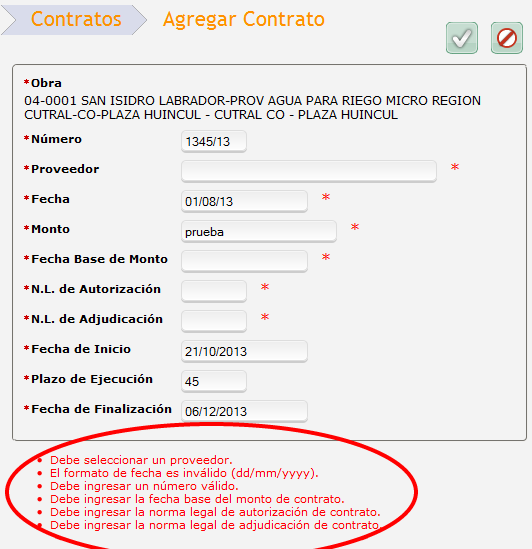 Contratos Agregar Contrato
*Obra
04-0001 SAN ISIDRO LABRADOR-PROV AGUA PARA RIEGO MICRO REGION
CUTRAL-CO-PLAZA HUINCUL - CUTRAL CO - PLAZA HUINCUL
*Número 1345/13
*Proveedor *
*Fecha 01/08/13 *
*Monto prueba *
*Fecha Base de Monto *
*N.L. de Autorización *
*N.L. de Adjudicación *
*Fecha de Inicio 21/10/2013
*Plazo de Ejecución 45
*Fecha de Finalización 06/12/2013
• Debe seleccionar un proveedor.
• El formato de fecha es inválido (dd/mm/yyyy).
• Debe ingresar un número válido.
• Debe ingresar la fecha base del monto de contrato.
• Debe ingresar la norma legal de autorización de contrato.
• Debe ingresar la norma legal de adjudicación de contrato.